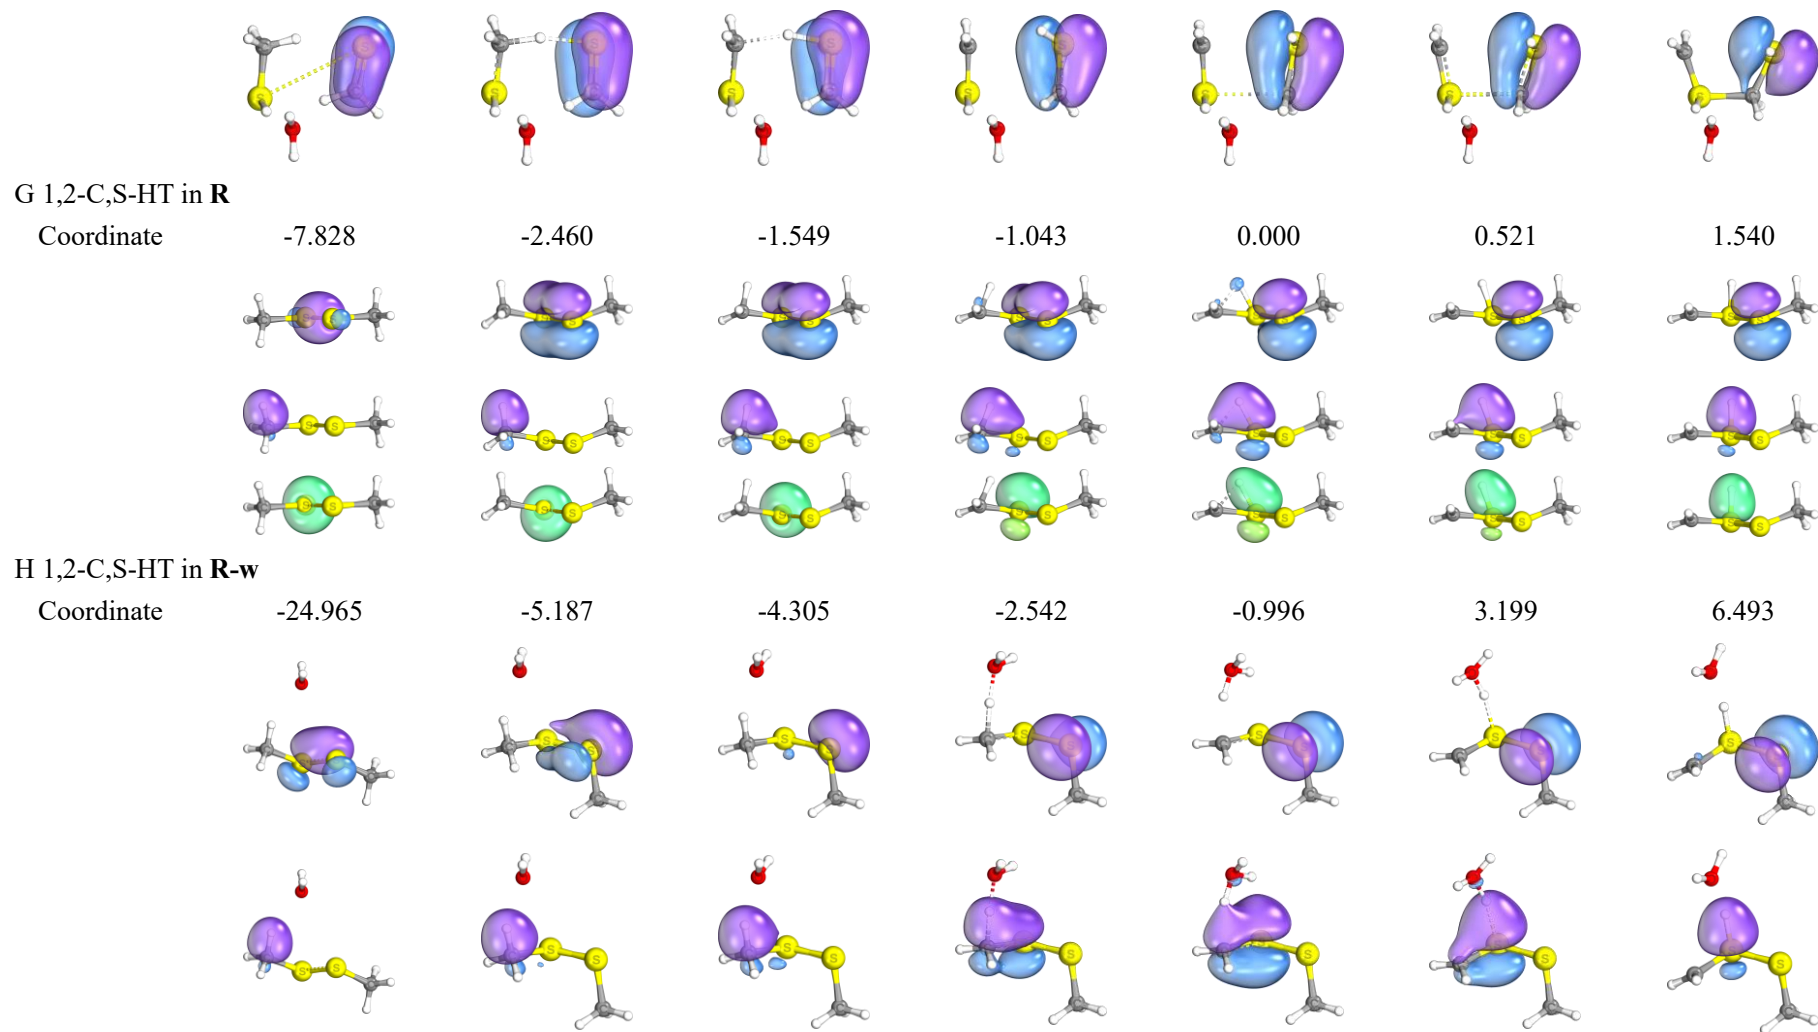 G 1,2-C,S-HT in R
Coordinate -7.828 -2.460 -1.549 -1.043 0.000 0.521 1.540
H 1,2-C,S-HT in R-w
Coordinate -24.965 -5.187 -4.305 -2.542 -0.996 3.199 6.493